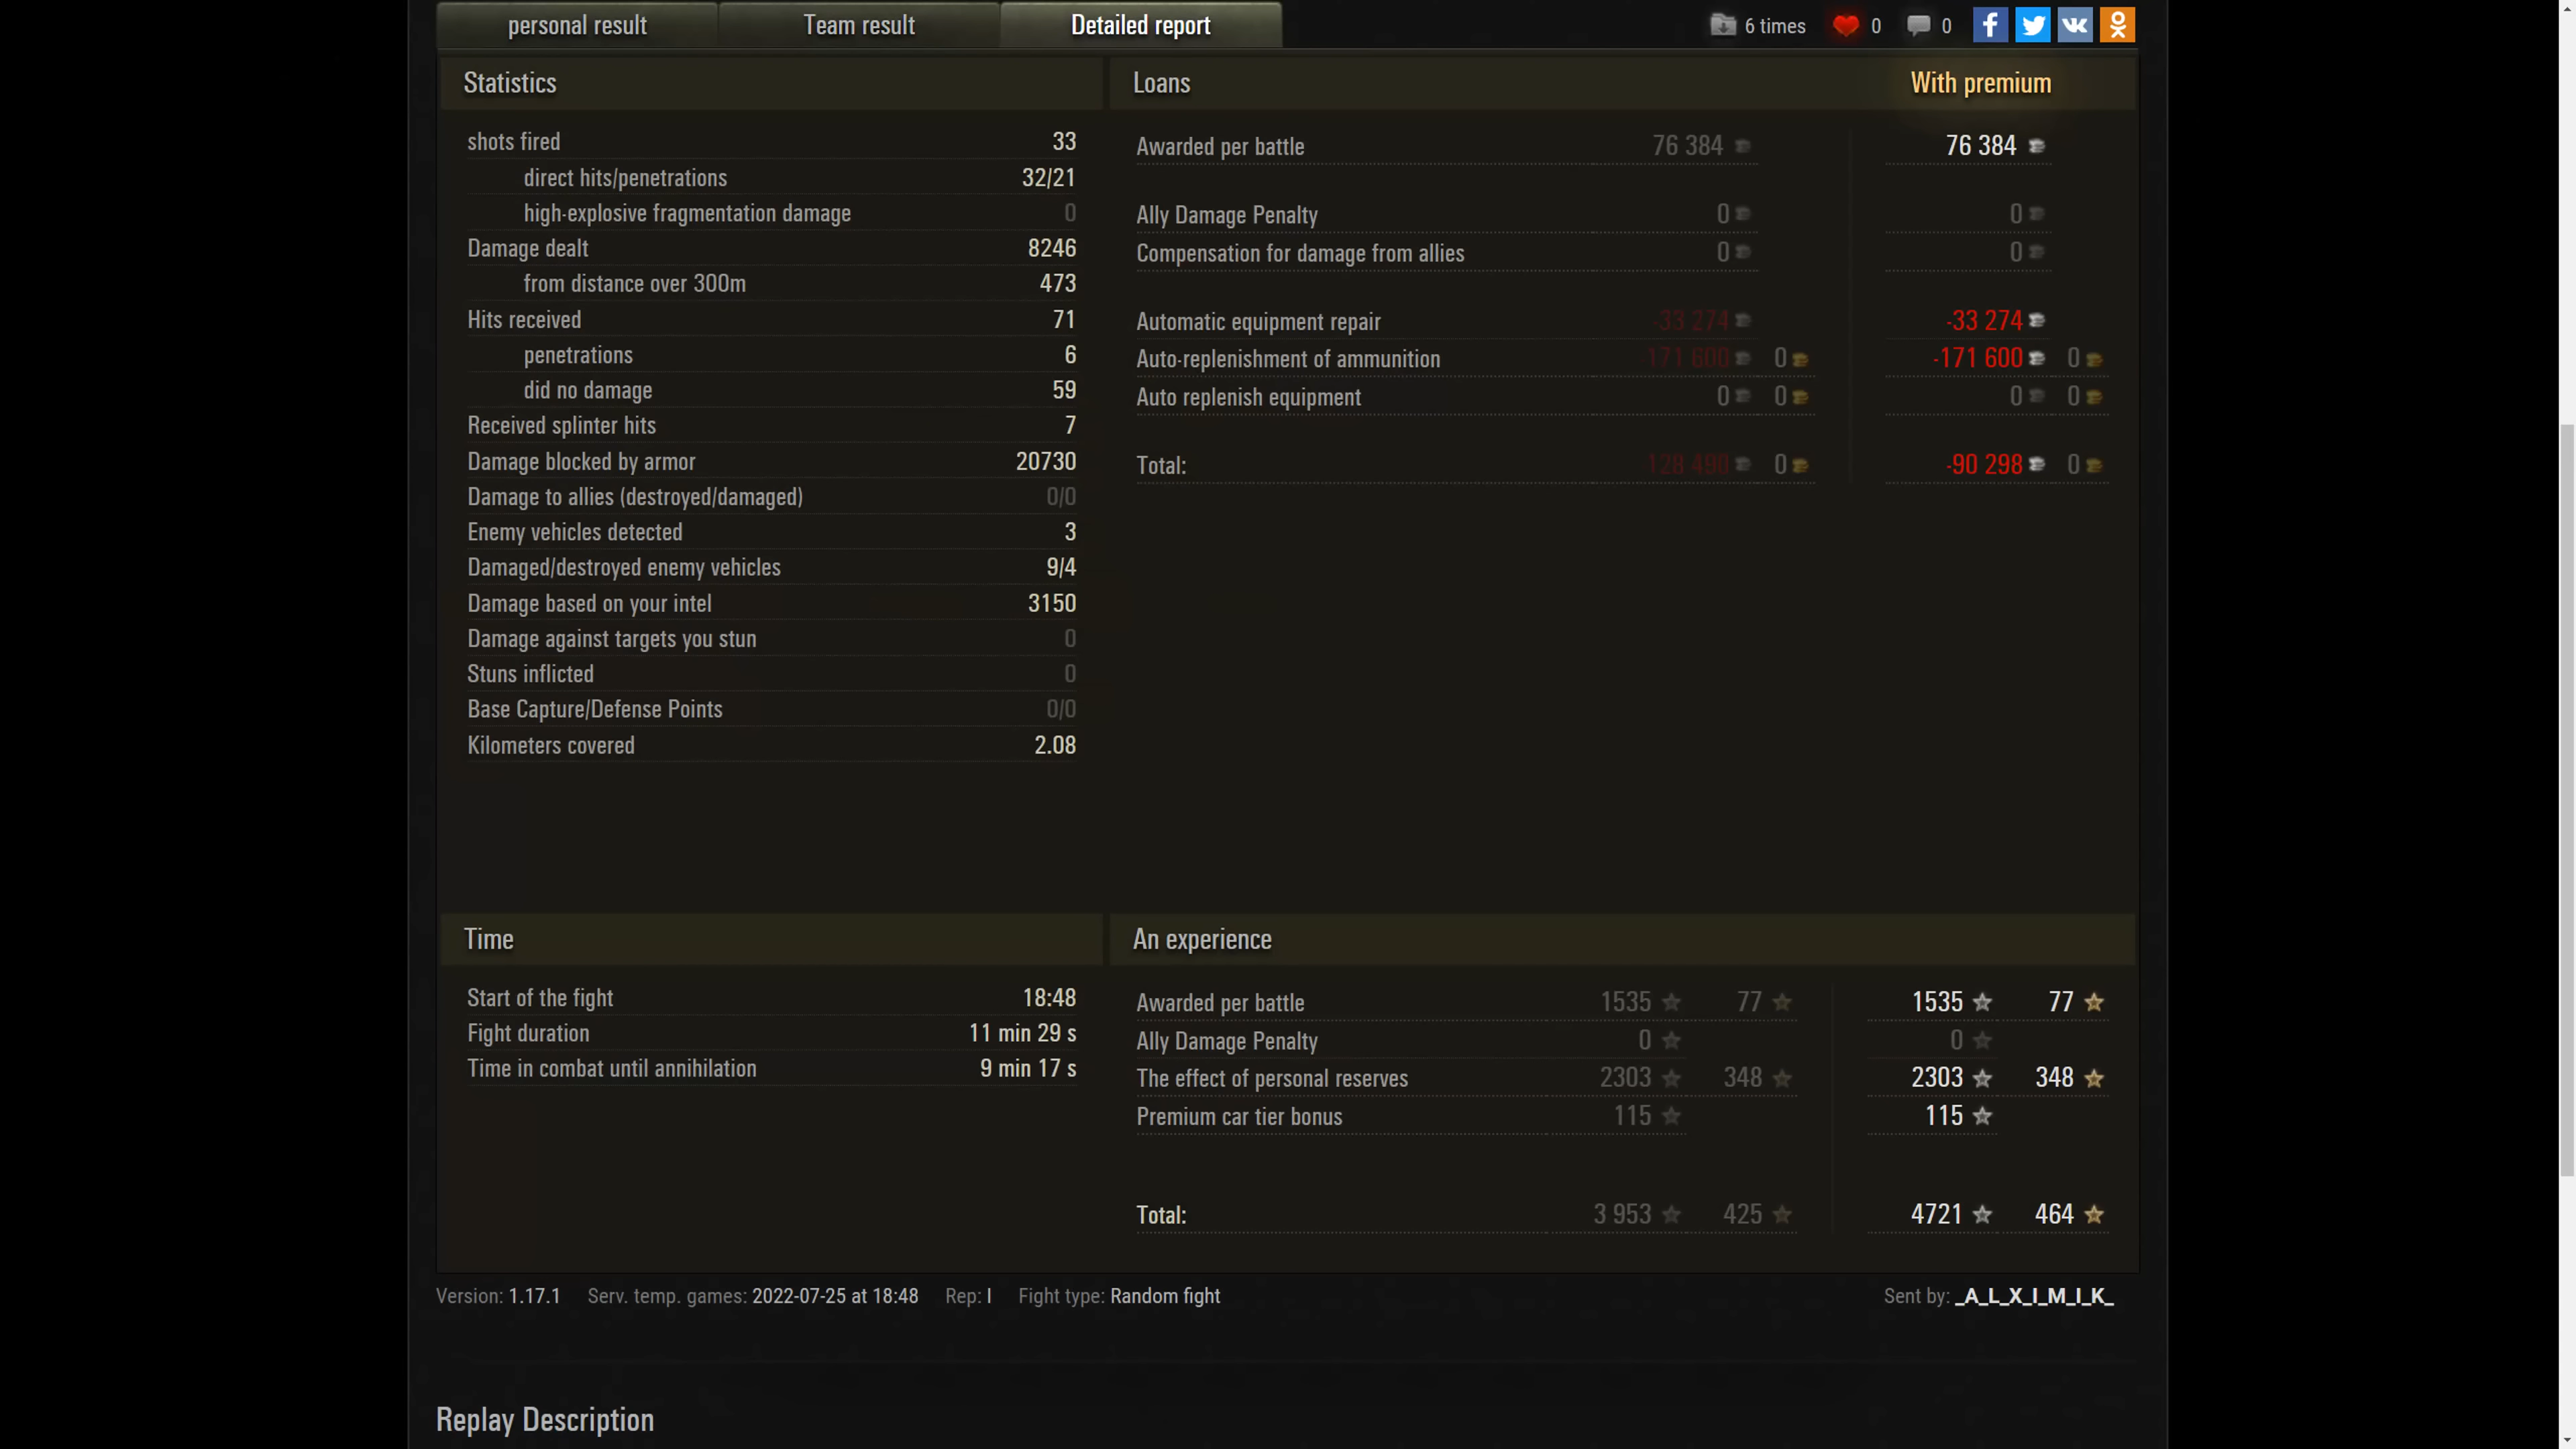 personal result
Team result
Detailed report
6 times
0
0
Statistics
Loans
With premium
shots fired 33
direct hits/penetrations 32/21
high-explosive fragmentation damage 0
Damage dealt 8246
from distance over 300m 473
Hits received 71
penetrations 6
did no damage 59
Received splinter hits 7
Damage blocked by armor 20730
Damage to allies (destroyed/damaged) 0/0
Enemy vehicles detected 3
Damaged/destroyed enemy vehicles 9/4
Damage based on your intel 3150
Damage against targets you stun 0
Stuns inflicted 0
Base Capture/Defense Points 0/0
Kilometers covered 2.08
Awarded per battle 76 384 76 384
Ally Damage Penalty 0 0
Compensation for damage from allies 0 0
Automatic equipment repair -33 274 -33 274
Auto-replenishment of ammunition 171 600 0 -171 600 0
Auto replenish equipment 0 0 0 0
Total: 128 490 0 -90 298 0
Time
Start of the fight 18:48
Fight duration 11 min 29 s
Time in combat until annihilation 9 min 17 s
An experience
Awarded per battle 1535 77 1535 77
Ally Damage Penalty 0 0
The effect of personal reserves 2303 348 2303 348
Premium car tier bonus 115 115
Total: 3 953 425 4721 464
Version: 1.17.1 Serv. temp. games: 2022-07-25 at 18:48 Rep: I Fight type: Random fight
Sent by: _A_L_X_I_M_I_K_
Replay Description